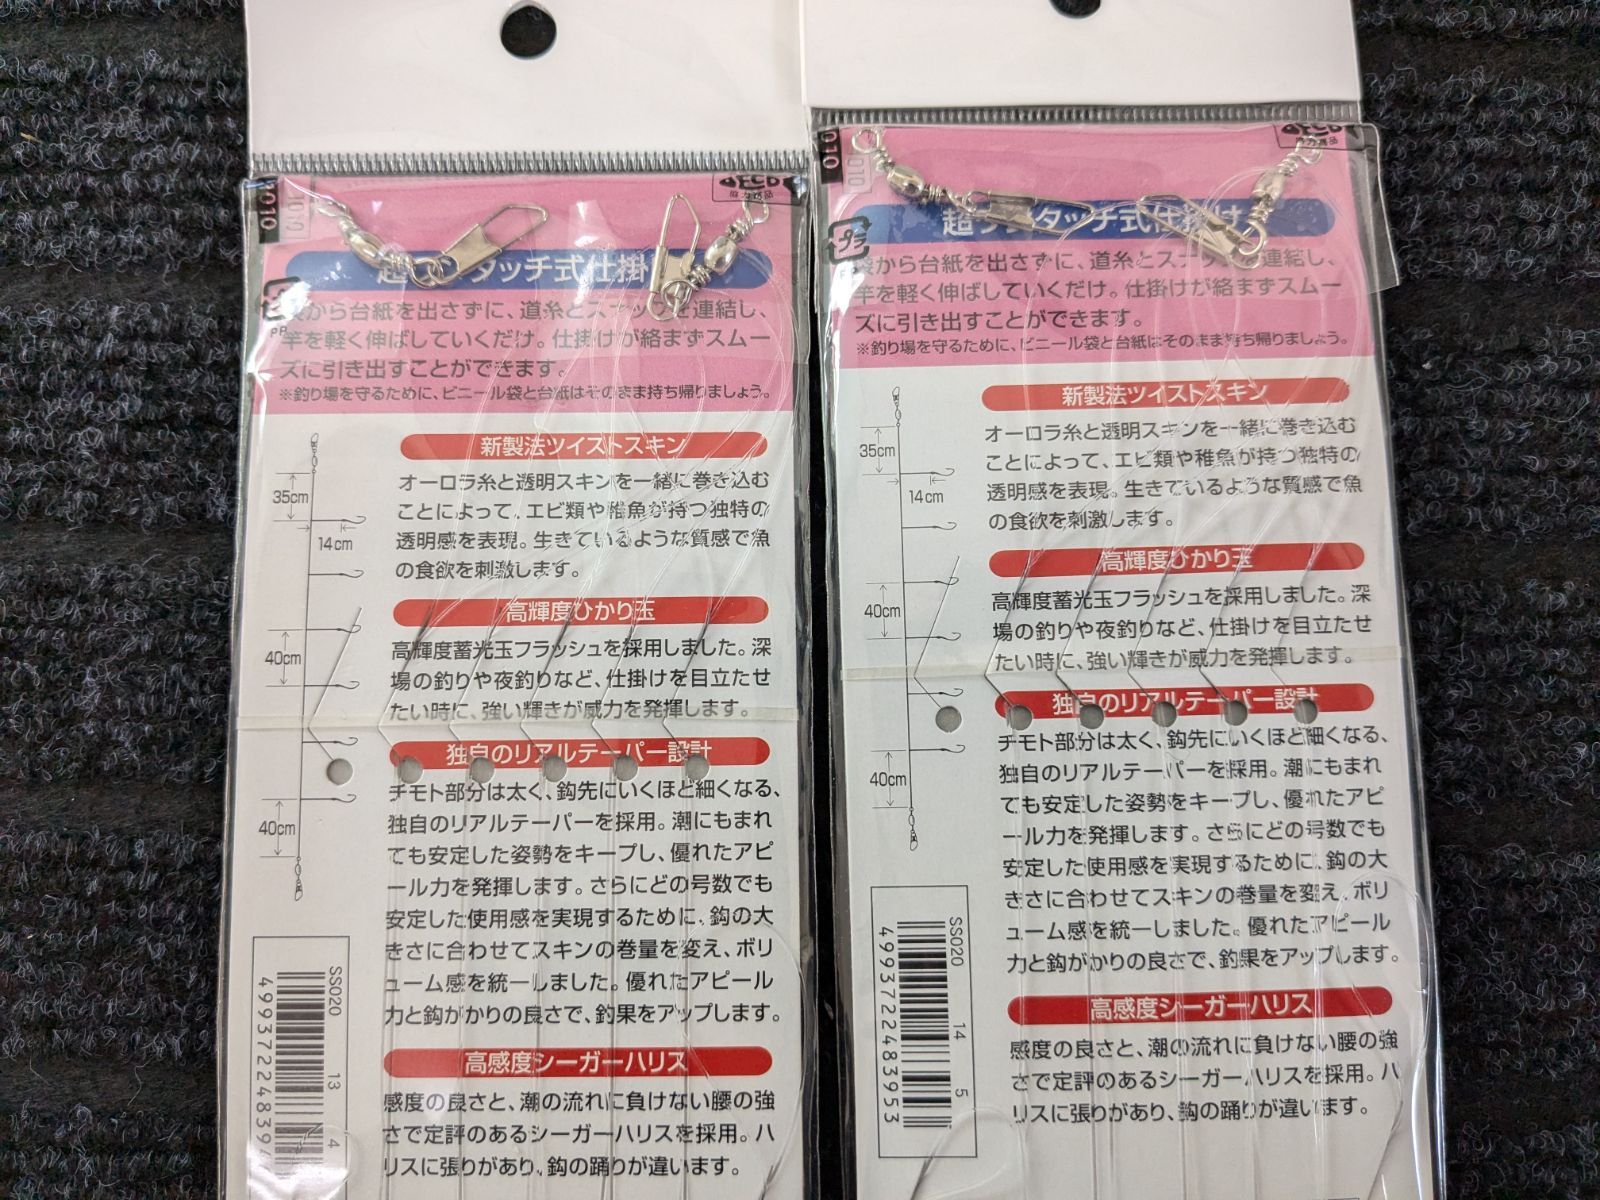 協力商品
タッチ式仕掛
から台紙を出さずに、道糸とスナップを連結し、
竿を軽く伸ばしていくだけ。仕掛けが絡まずスムー
ズに引き出すことができます。
※釣り場を守るために、ビニール袋と台紙はそのまま持ち帰りましょう。
新製法ツイストスキン
オーロラ糸と透明スキンを一緒に巻き込む
ことによって、エビ類や稚魚が持つ独特の
透明感を表現。生きているような質感で魚
の食欲を刺激します。
高輝度ひかり玉
高輝度蓄光玉フラッシュを採用しました。深
場の釣りや夜釣りなど、仕掛けを目立たせ
たい時に、強い輝きが威力を発揮します。
独自のリアルテーパー設計
チモト部分は太く、鈎先にいくほど細くなる、
独自のリアルテーパーを採用。潮にもまれ
ても安定した姿勢をキープし、優れたアピ
ール力を発揮します。さらにどの号数でも
安定した使用感を実現するために、鈎の大
きさに合わせてスキンの巻量を変え、ボリ
ューム感を統一しました。優れたアピール
力と鈎がかりの良さで、釣果をアップします。
高感度シーガーハリス
感度の良さと、潮の流れに負けない腰の強
さで定評のあるシーガーハリスを採用。ハ
リスに張りがあり、鈎の踊りが違います。
35cm
14cm
40cm
40cm
SS020 13 4
499372248394
協力商品
プラ
超ワンタッチ式仕掛け
袋から台紙を出さずに、道糸とスナップを連結し、
竿を軽く伸ばしていくだけ。仕掛けが絡まずスムー
ズに引き出すことができます。
※釣り場を守るために、ビニール袋と台紙はそのまま持ち帰りましょう。
新製法ツイストスキン
オーロラ糸と透明スキンを一緒に巻き込む
ことによって、エビ類や稚魚が持つ独特の
透明感を表現。生きているような質感で魚
の食欲を刺激します。
高輝度ひかり玉
高輝度蓄光玉フラッシュを採用しました。深
場の釣りや夜釣りなど、仕掛けを目立たせ
たい時に、強い輝きが威力を発揮します。
独自のリアルテーパー設計
チモト部分は太く、鈎先にいくほど細くなる、
独自のリアルテーパーを採用。潮にもまれ
ても安定した姿勢をキープし、優れたアピ
ール力を発揮します。さらにどの号数でも
安定した使用感を実現するために、鈎の大
きさに合わせてスキンの巻量を変え、ボリ
ューム感を統一しました。優れたアピール
力と鈎がかりの良さで、釣果をアップします。
高感度シーガーハリス
感度の良さと、潮の流れに負けない腰の強
さで定評のあるシーガーハリスを採用。ハ
リスに張りがあり、鈎の踊りが違います。
35cm
14cm
40cm
40cm
SS020 14 5
4993722483953